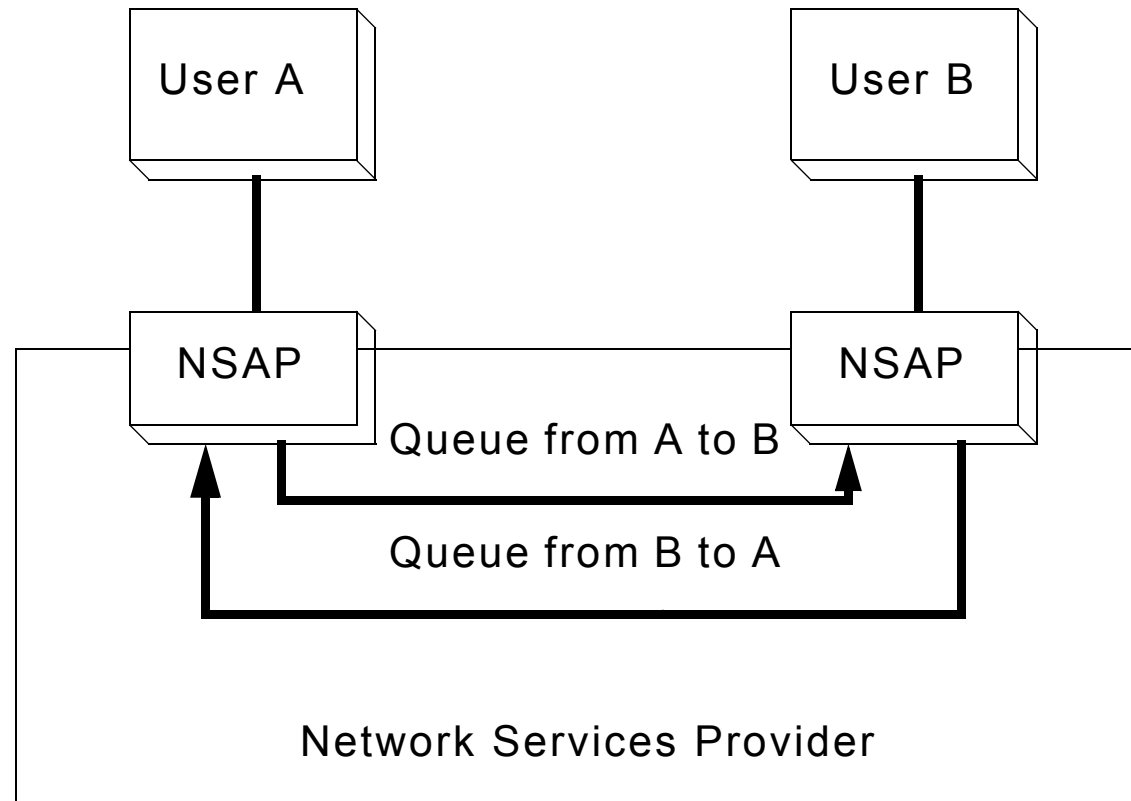 User A
User B
NSAP
NSAP
Queue from A to B
Queue from B to A
Network Services Provider